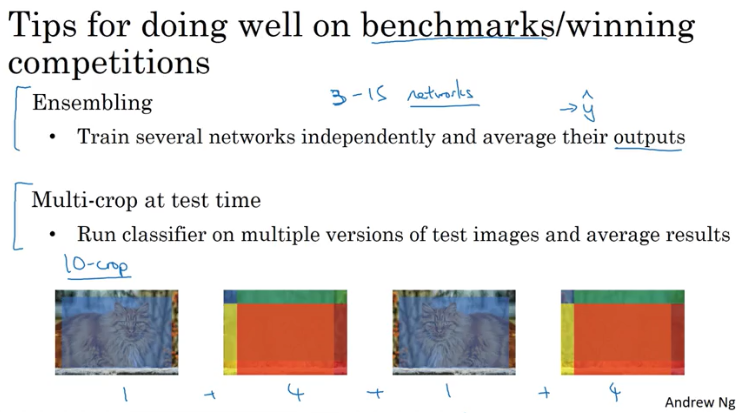 Tips for doing well on benchmarks/winning
competitions
Ensembling
3-15 networks
→ ŷ
• Train several networks independently and average their outputs
Multi-crop at test time
• Run classifier on multiple versions of test images and average results
10-crop
1 + 4 + 1 + 4
Andrew Ng